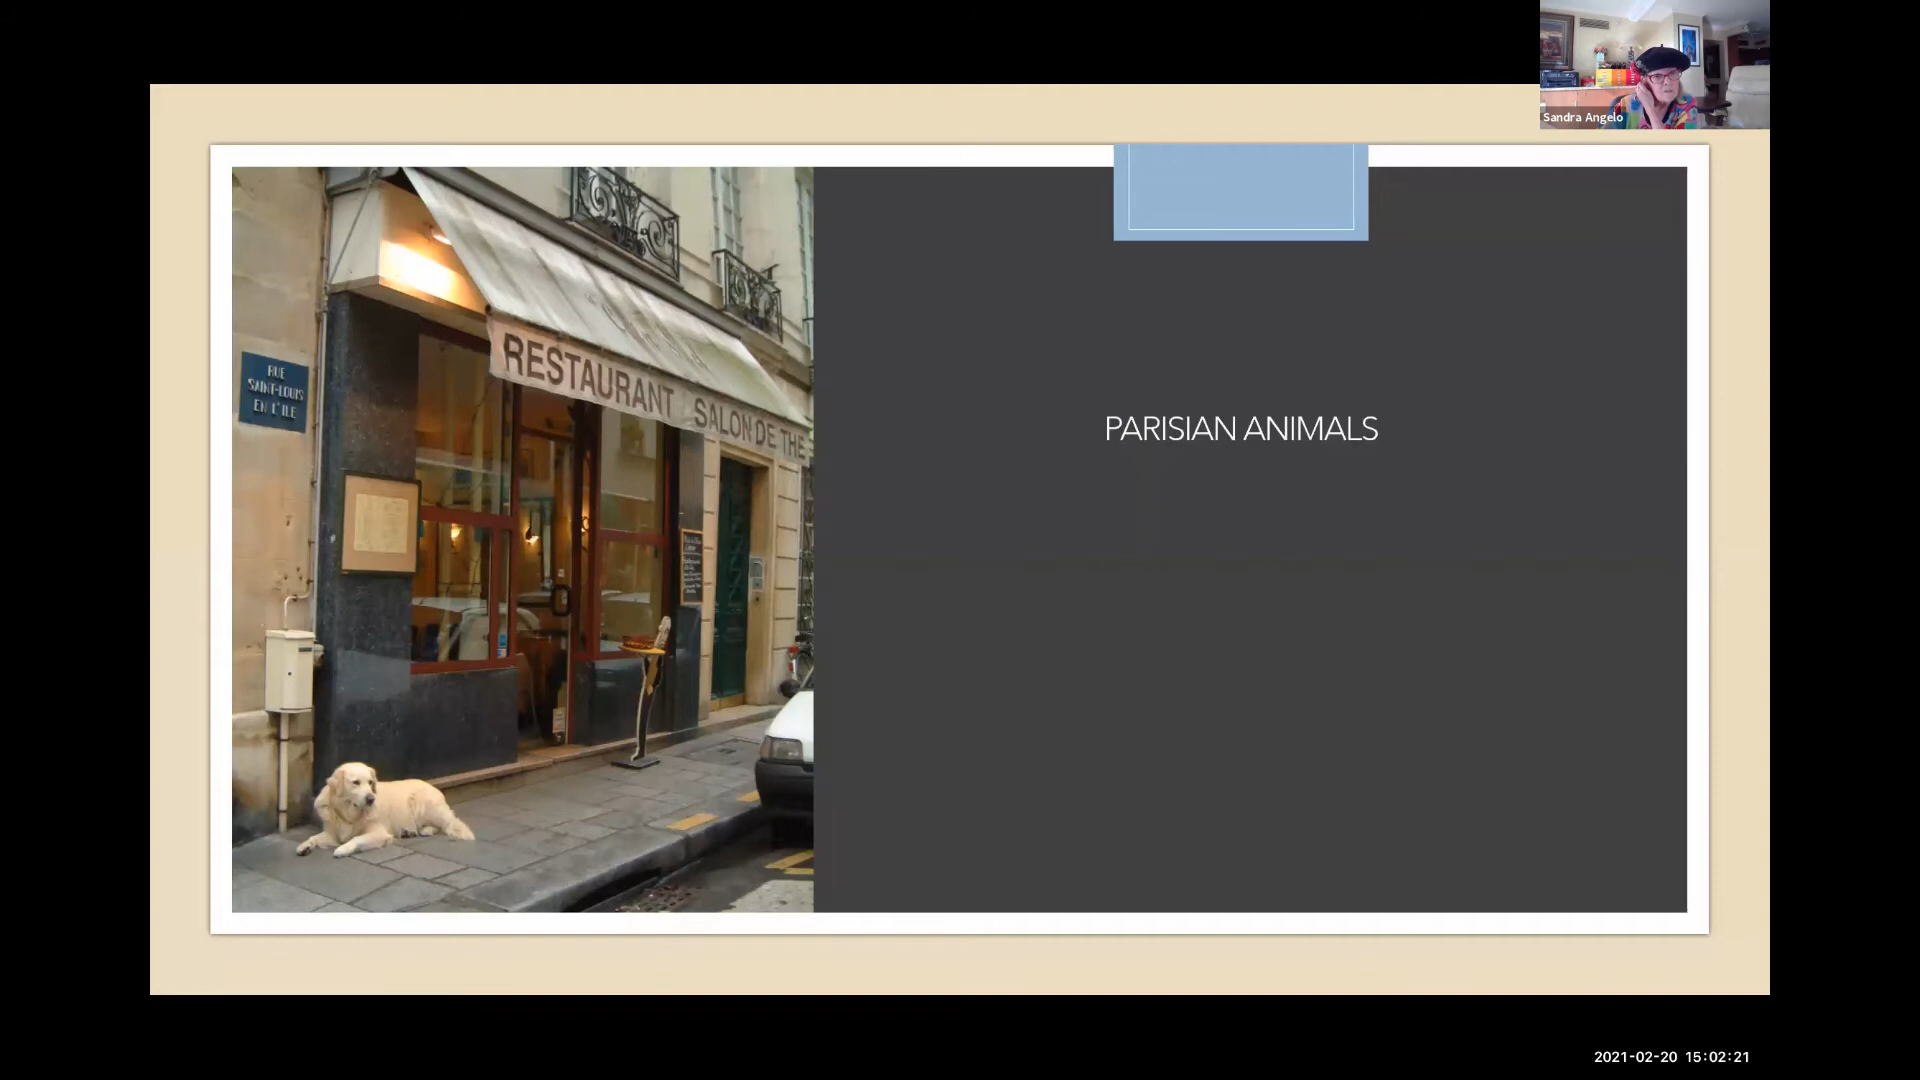 Sandra Angelo
RUE
SAINT-LOUIS
EN L'ILE
RESTAURANT SALON DE THE
PARISIAN ANIMALS
2021-02-20 15:02:21